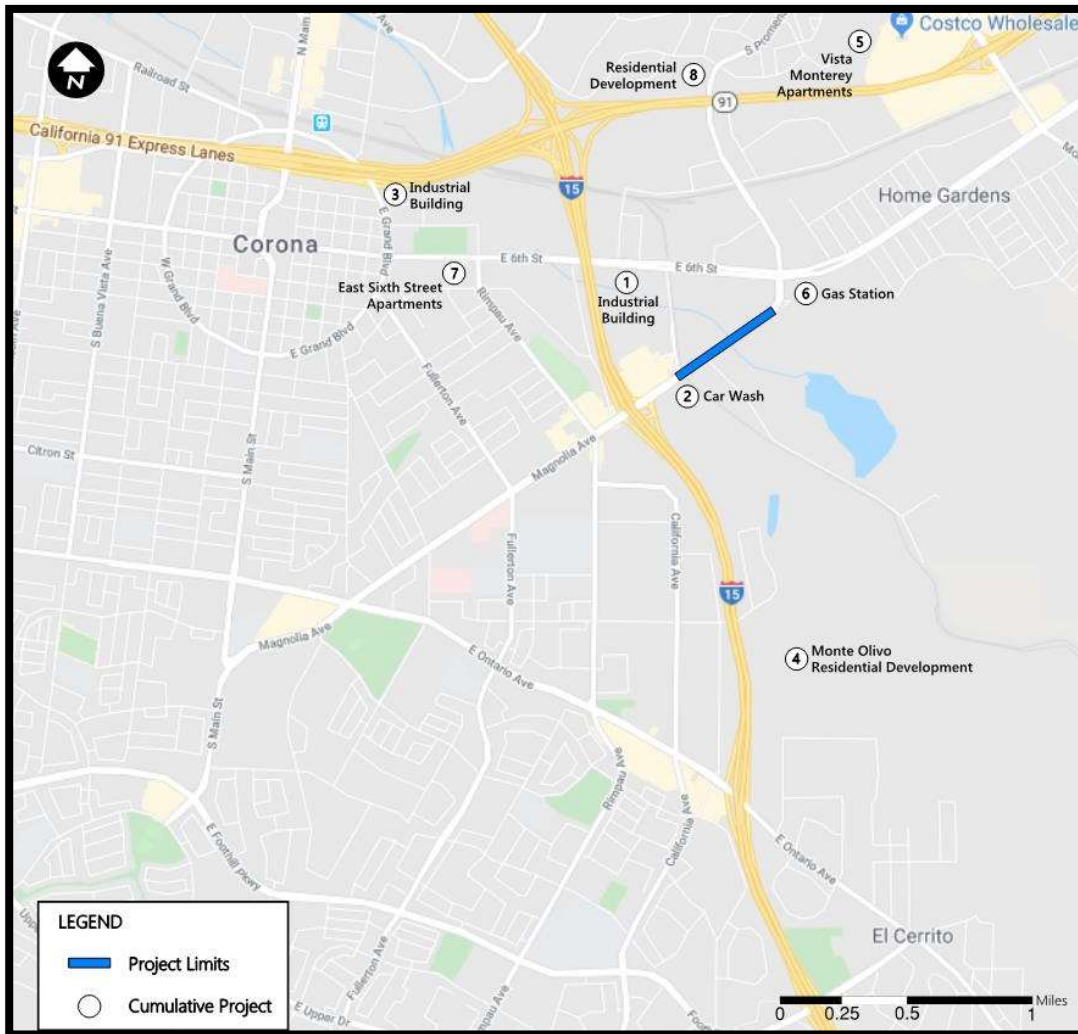 Costco Wholesale
5
Vista
Monterey
Apartments
S Promen
Ave
N Main St
N
Residential
Development
8
91
Railroad St
California 91 Express Lanes
15
3
Industrial
Building
Home Gardens
Corona
E Grand Blvd
E 6th St
E 6th St
W Grand Blvd
S Buena Vista Ave
7
East Sixth Street
Apartments
Rimpau Ave
1
Industrial
Building
6
Gas Station
E Grand Blvd
Fullerton Ave
2
Car Wash
Magnolia Ave
Citron St
S Main St
California Ave
Fullerton Ave
15
Magnolia Ave
E Ontario Ave
4
Monte Olivo
Residential Development
S Main St
Rimpau Ave
California Ave
E Foothill Pkwy
E Ontario Ave
El Cerrito
LEGEND
Project Limits
Cumulative Project
Fullerton Ave
Rimpau Ave
E Upper Dr
0 0.25 0.5 1 Miles